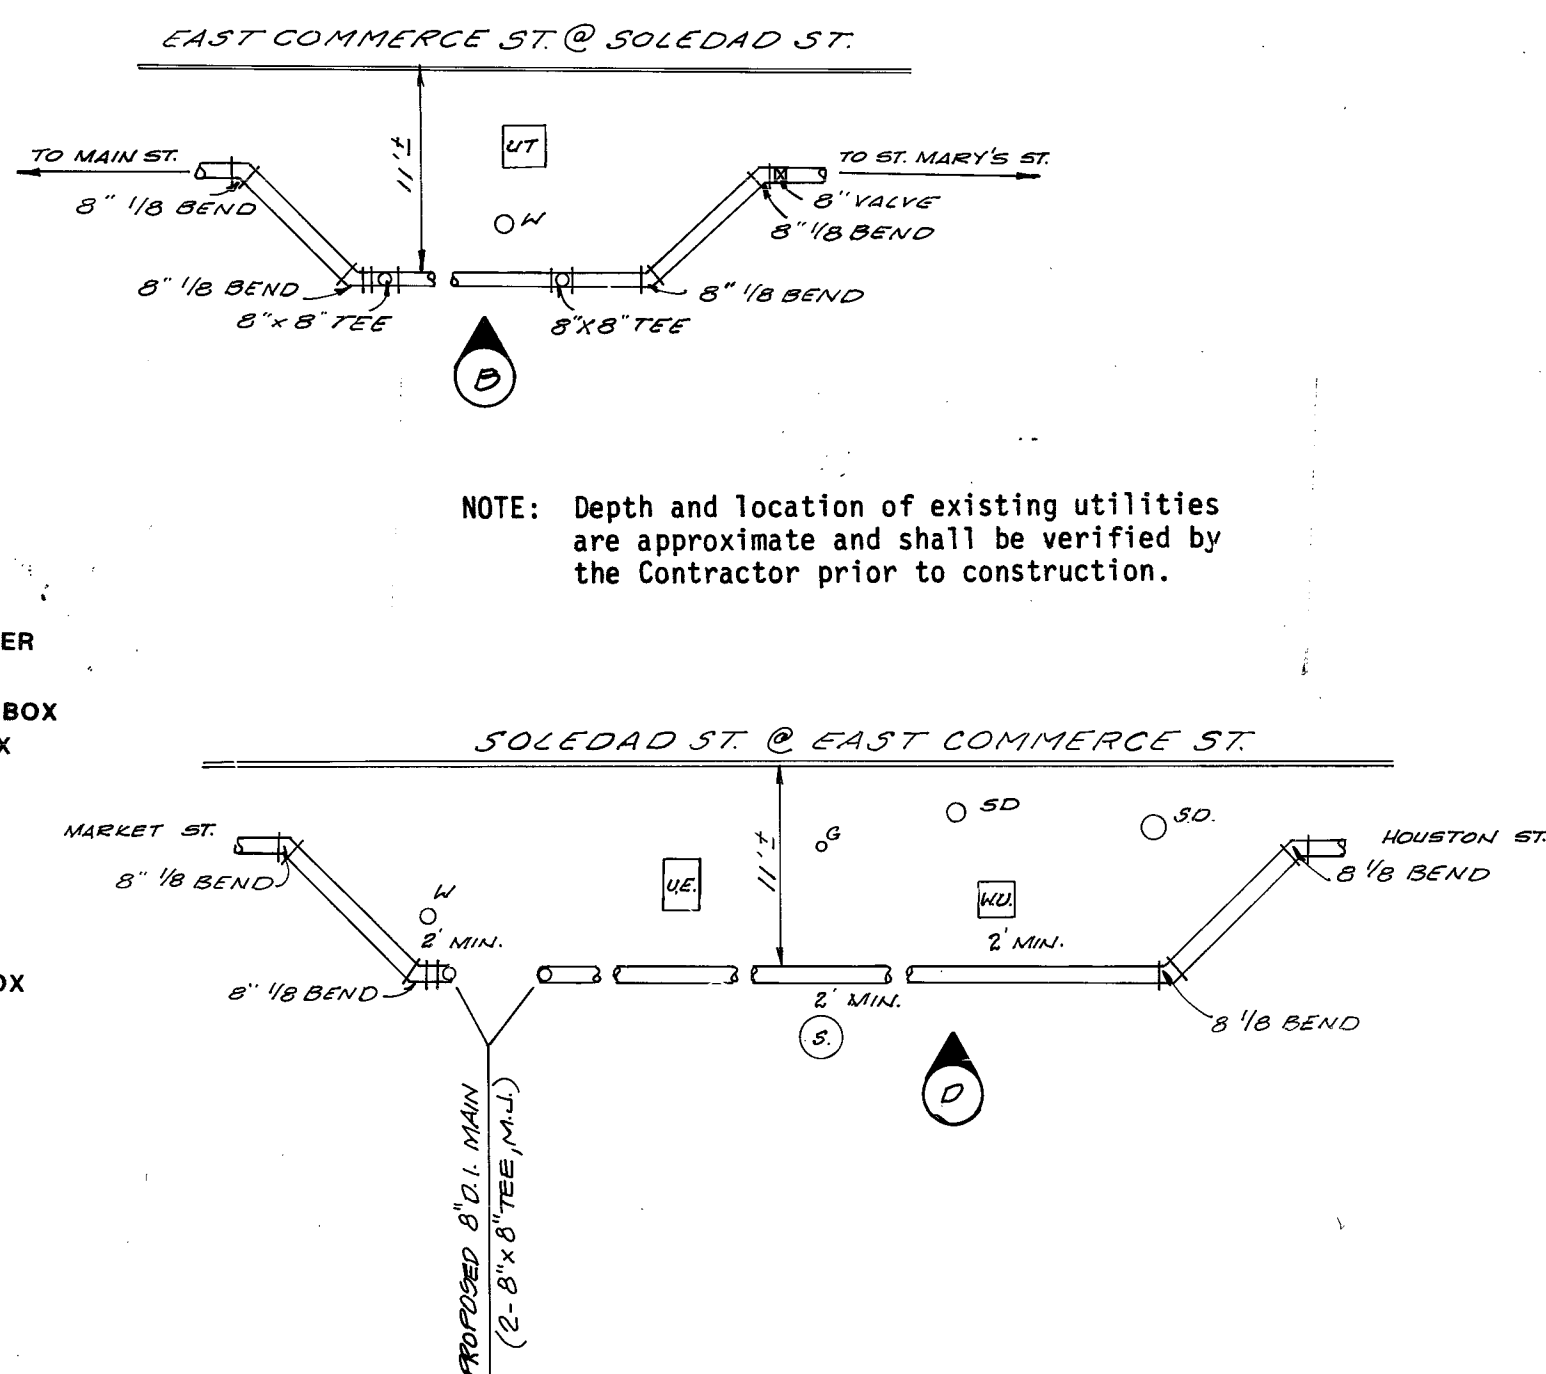 EAST COMMERCE ST. @ SOLEDAD ST.
TO MAIN ST.
8" 1/8 BEND
11'±
UT
W
TO ST. MARY'S ST.
8" VALVE
8" 1/8 BEND
8" 1/8 BEND
8" x 8" TEE
8" X 8" TEE
8" 1/8 BEND
B
NOTE: Depth and location of existing utilities
are approximate and shall be verified by
the Contractor prior to construction.
ER
BOX
X
OX
SOLEDAD ST. @ EAST COMMERCE ST.
MARKET ST.
8" 1/8 BEND
W
2' MIN.
8" 1/8 BEND
U.E.
11'±
G
SD
S.D.
W.U.
2' MIN.
HOUSTON ST.
8 1/8 BEND
2' MIN.
S.
D
8 1/8 BEND
PROPOSED 8" D.I. MAIN
(2-8" x 8" TEE, M.J.)